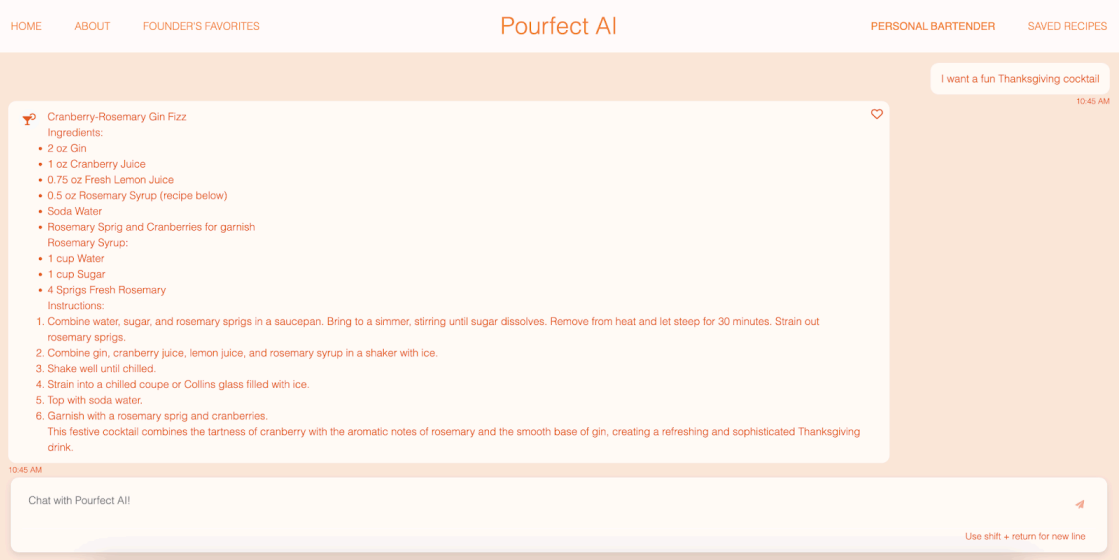 HOME ABOUT FOUNDER'S FAVORITES Pourfect AI PERSONAL BARTENDER SAVED RECIPES
I want a fun Thanksgiving cocktail
10:45 AM
Cranberry-Rosemary Gin Fizz
Ingredients:
• 2 oz Gin
• 1 oz Cranberry Juice
• 0.75 oz Fresh Lemon Juice
• 0.5 oz Rosemary Syrup (recipe below)
• Soda Water
• Rosemary Sprig and Cranberries for garnish
Rosemary Syrup:
• 1 cup Water
• 1 cup Sugar
• 4 Sprigs Fresh Rosemary
Instructions:
1. Combine water, sugar, and rosemary sprigs in a saucepan. Bring to a simmer, stirring until sugar dissolves. Remove from heat and let steep for 30 minutes. Strain out
rosemary sprigs.
2. Combine gin, cranberry juice, lemon juice, and rosemary syrup in a shaker with ice.
3. Shake well until chilled.
4. Strain into a chilled coupe or Collins glass filled with ice.
5. Top with soda water.
6. Garnish with a rosemary sprig and cranberries.
This festive cocktail combines the tartness of cranberry with the aromatic notes of rosemary and the smooth base of gin, creating a refreshing and sophisticated Thanksgiving
drink.
10:45 AM
Chat with Pourfect AI!
Use shift + return for new line